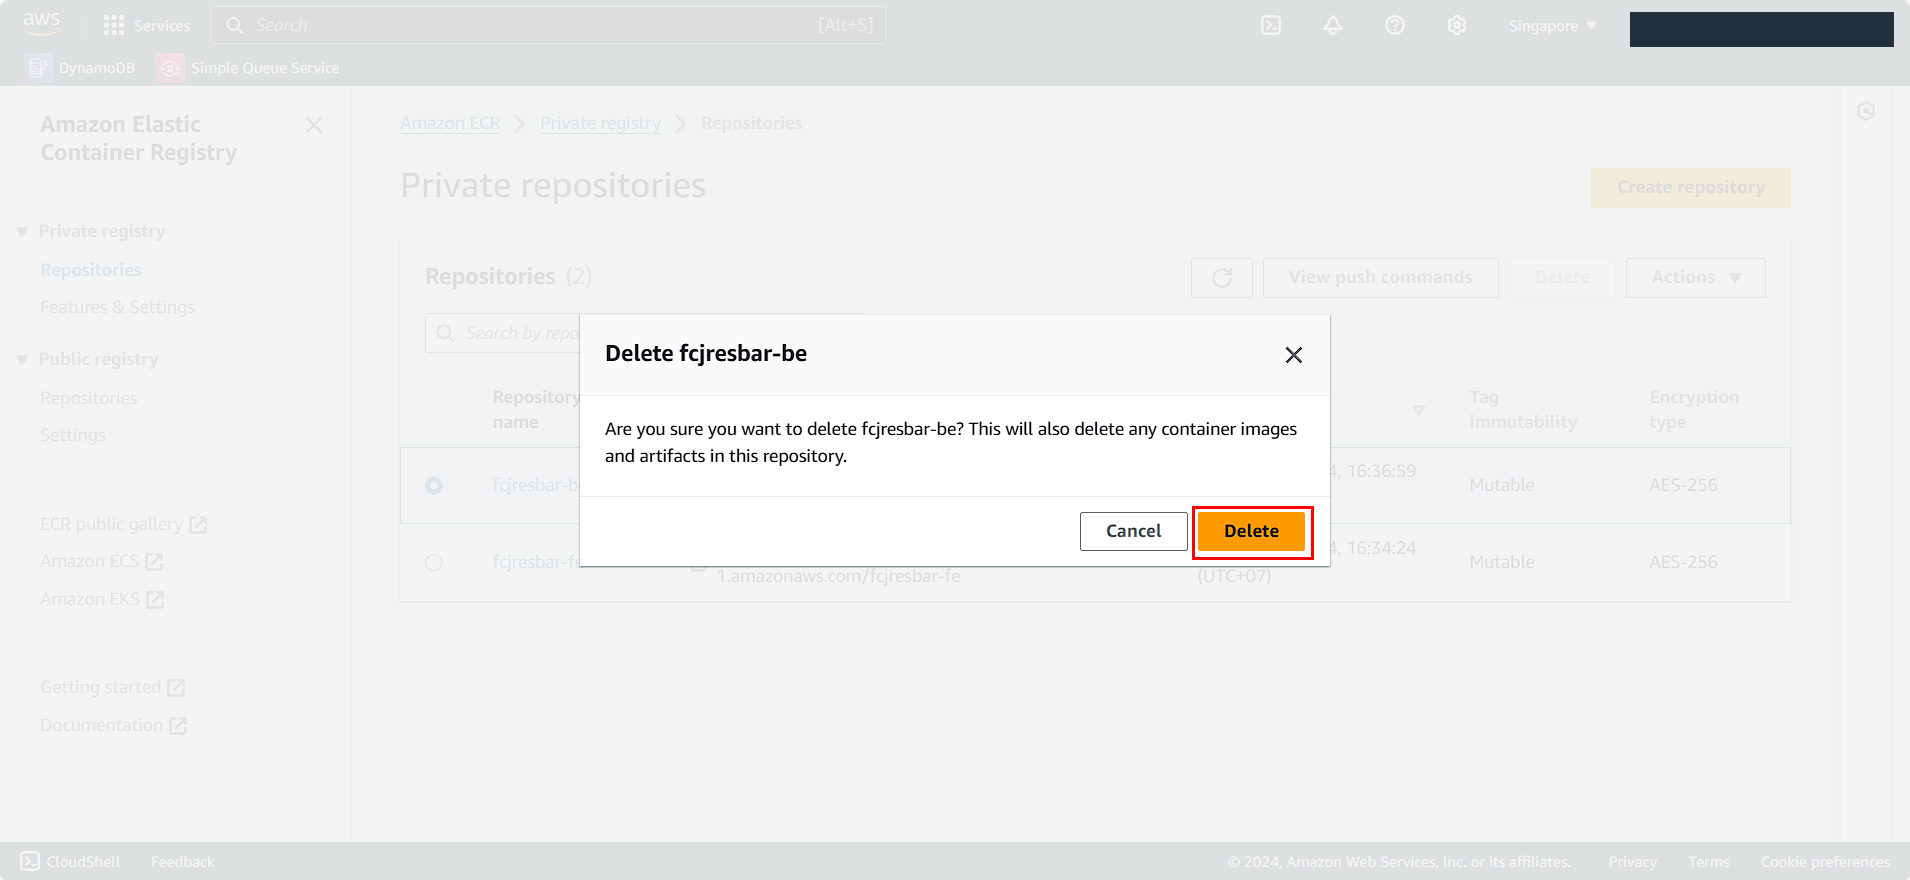 aws
Services
Search
[Alt+S]
Singapore
DynamoDB
Simple Queue Service
Amazon Elastic
Container Registry
Private registry
Repositories
Features & Settings
Public registry
Repositories
Settings
ECR public gallery
Amazon ECS
Amazon EKS
Getting started
Documentation
Amazon ECR
Private registry
Repositories
Private repositories
Create repository
Repositories (2)
View push commands
Delete
Actions
Search by repo
Repository
name
Tag
immutability
Encryption
type
fcjresbar-be
4, 16:36:59
Mutable
AES-256
fcjresbar-fe
1.amazonaws.com/fcjresbar-fe
4, 16:34:24
(UTC+07)
Mutable
AES-256
Delete fcjresbar-be
Are you sure you want to delete fcjresbar-be? This will also delete any container images
and artifacts in this repository.
Cancel
Delete
CloudShell
Feedback
© 2024, Amazon Web Services, Inc. or its affiliates.
Privacy
Terms
Cookie preferences